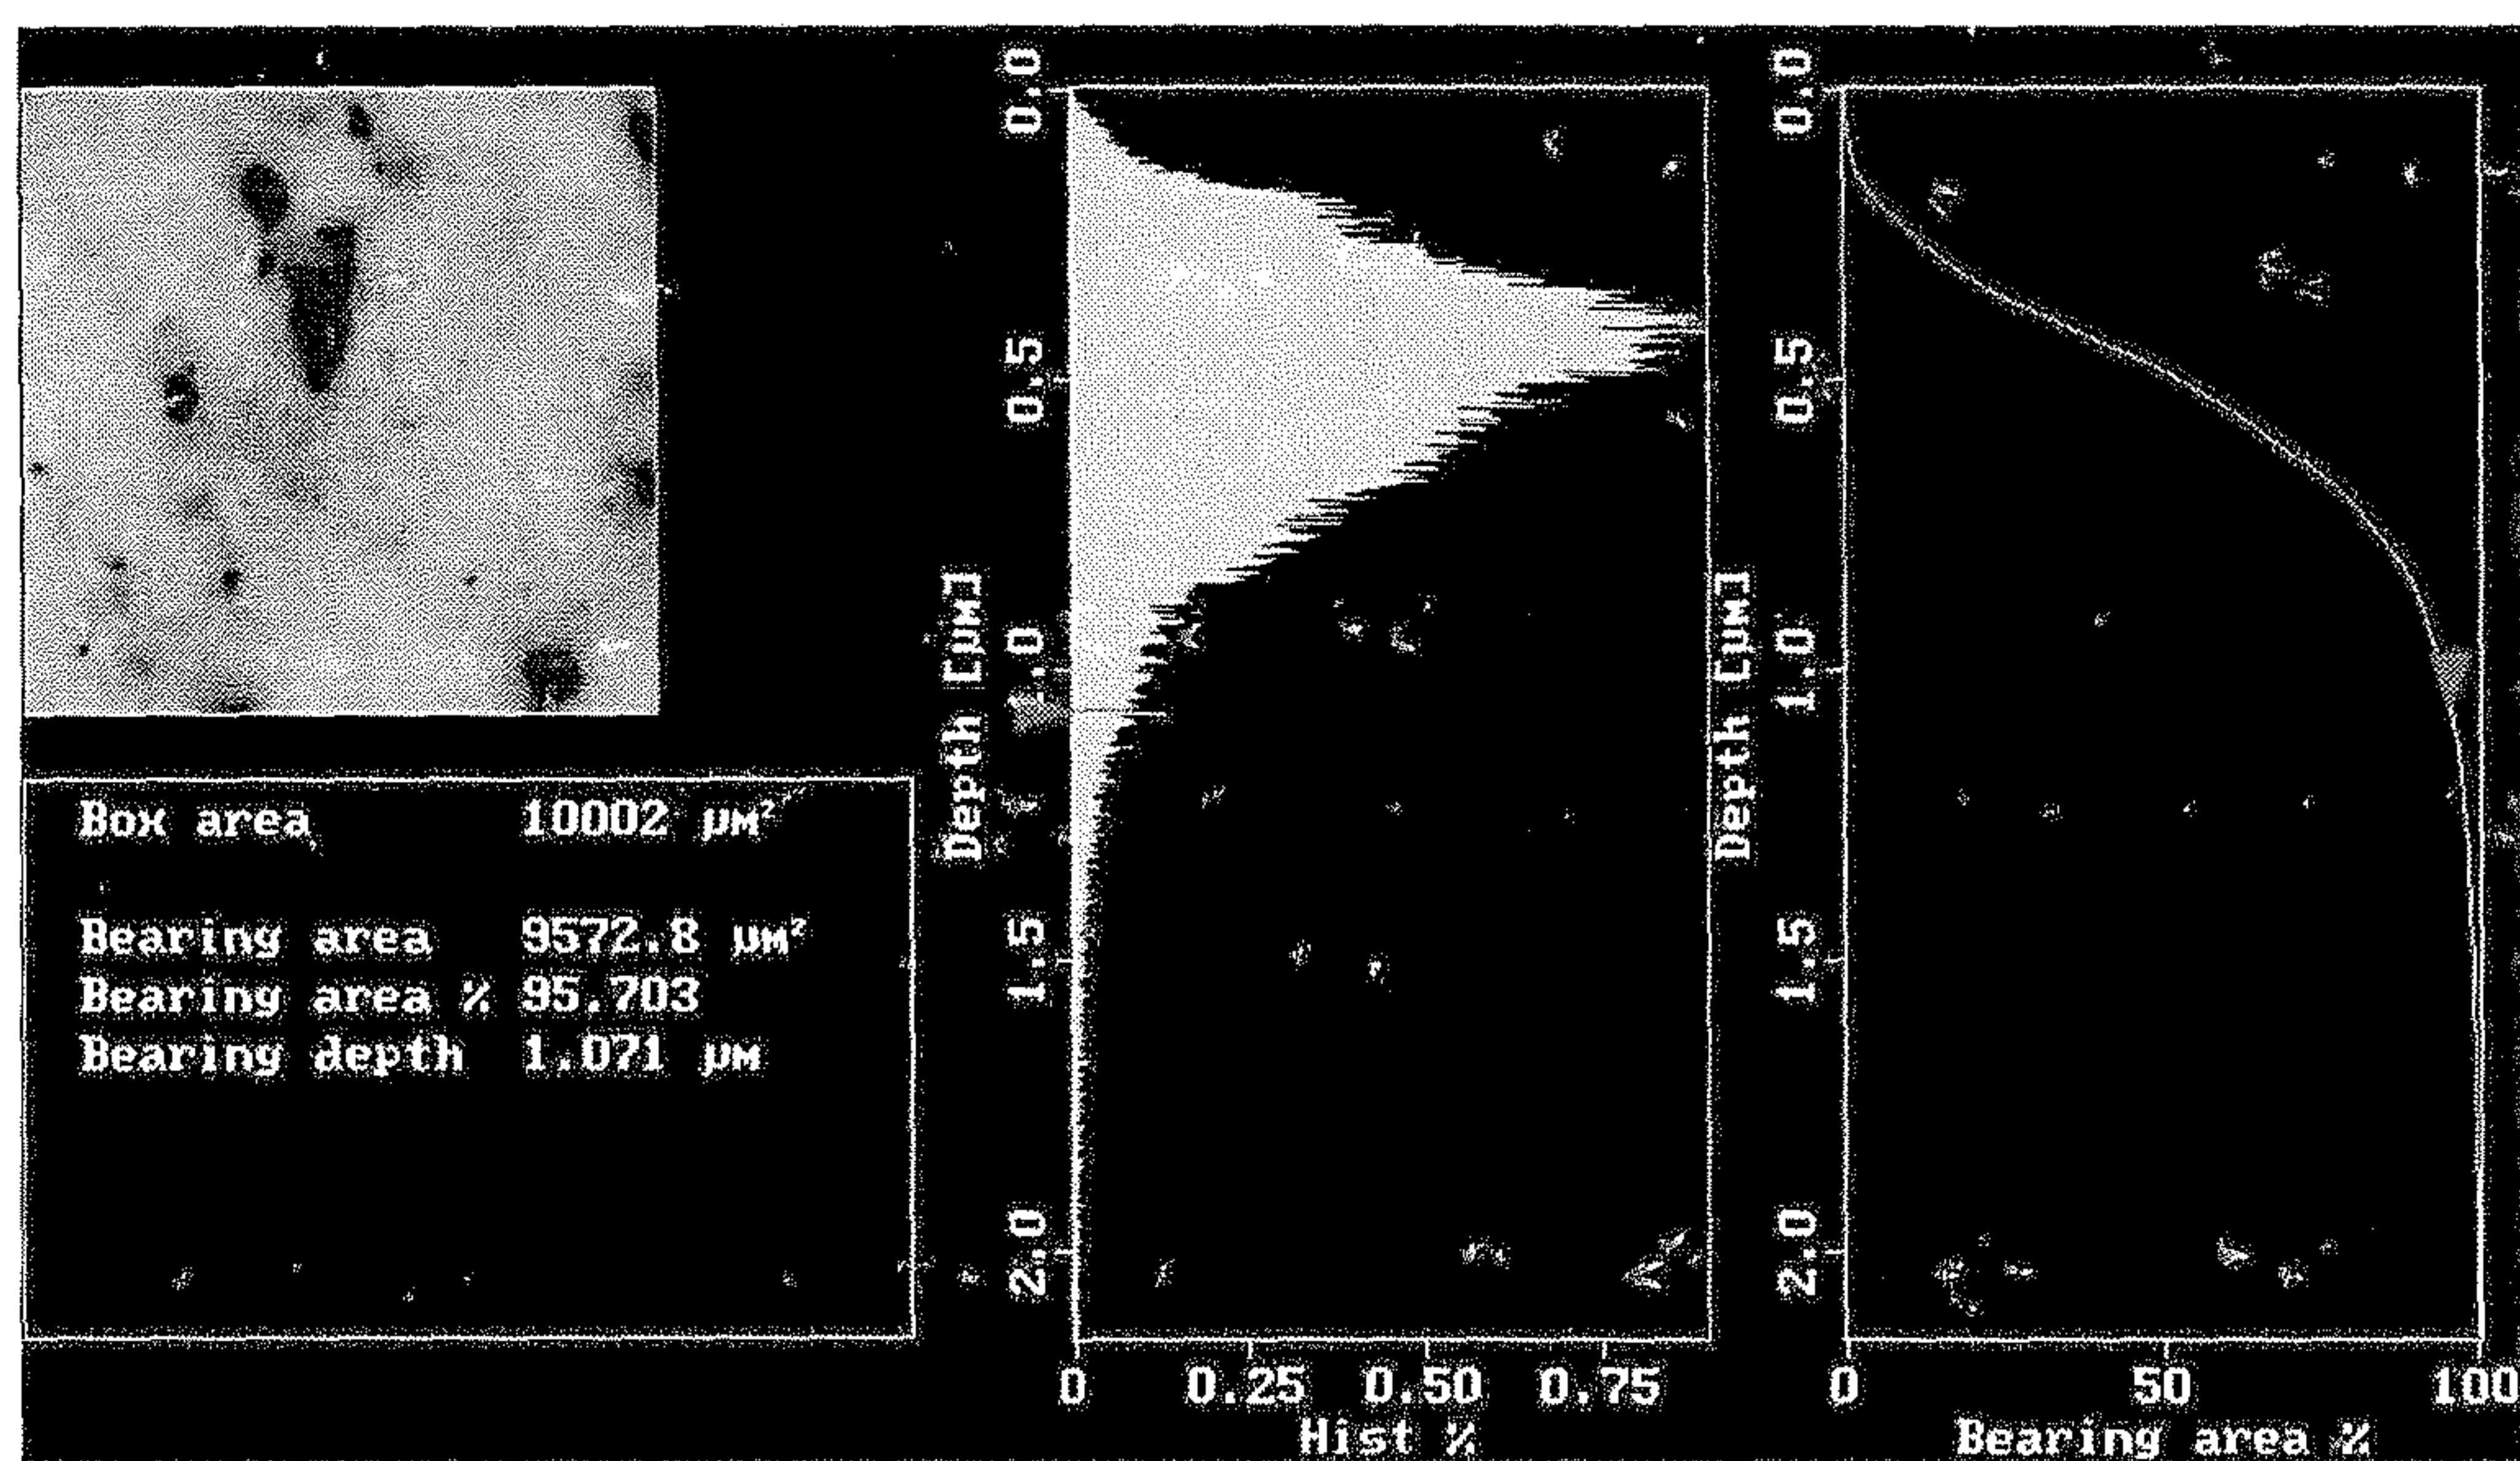 Box area 10002 µm²
Bearing area 9572.8 µm²
Bearing area % 95.703
Bearing depth 1.071 µm
Depth [µm]
0.0
0.5
1.0
1.5
2.0
0 0.25 0.50 0.75
Hist %
Depth [µm]
0.0
0.5
1.0
1.5
2.0
0 50 100
Bearing area %